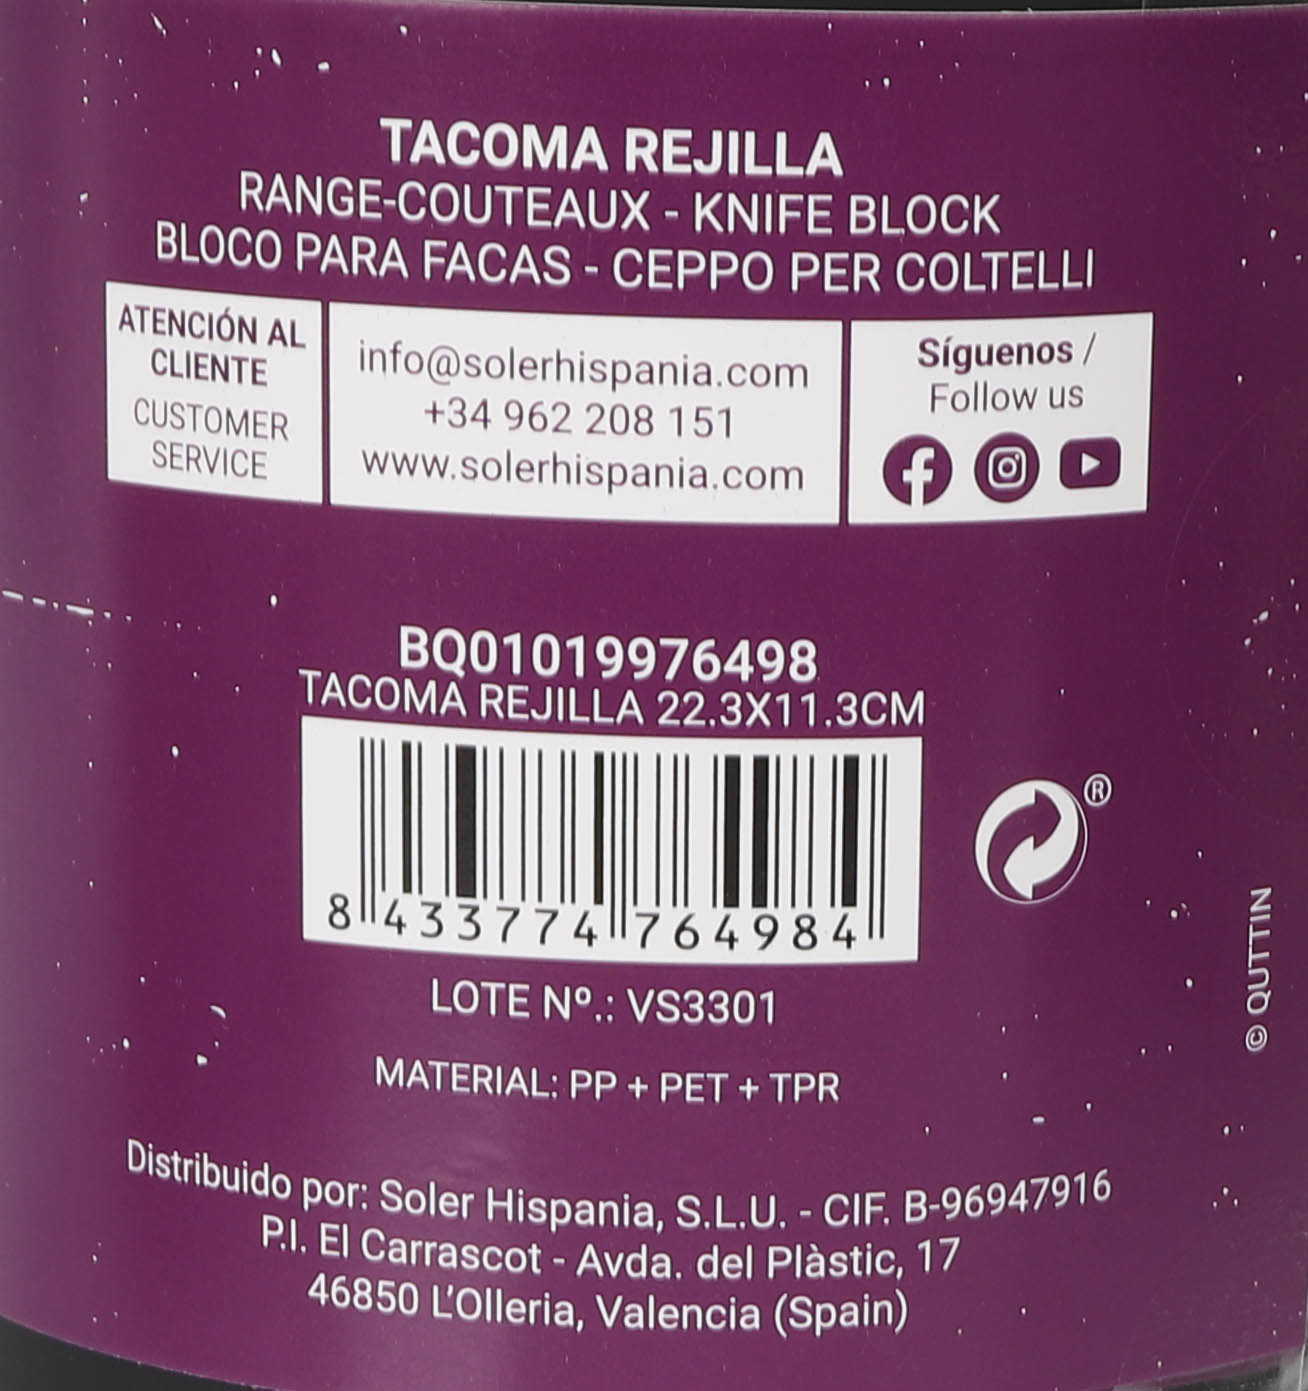 TACOMA REJILLA
RANGE-COUTEAUX - KNIFE BLOCK
BLOCO PARA FACAS - CEPPO PER COLTELLI
ATENCIÓN AL
CLIENTE
CUSTOMER
SERVICE
info@solerhispania.com
+34 962 208 151
www.solerhispania.com
Síguenos /
Follow us
BQ01019976498
TACOMA REJILLA 22.3X11.3CM
8 433774 764984
®
LOTE Nº.: VS3301
MATERIAL: PP + PET + TPR
© QUTTIN
Distribuido por: Soler Hispania, S.L.U. - CIF. B-96947916
P.I. El Carrascot - Avda. del Plàstic, 17
46850 L'Olleria, Valencia (Spain)